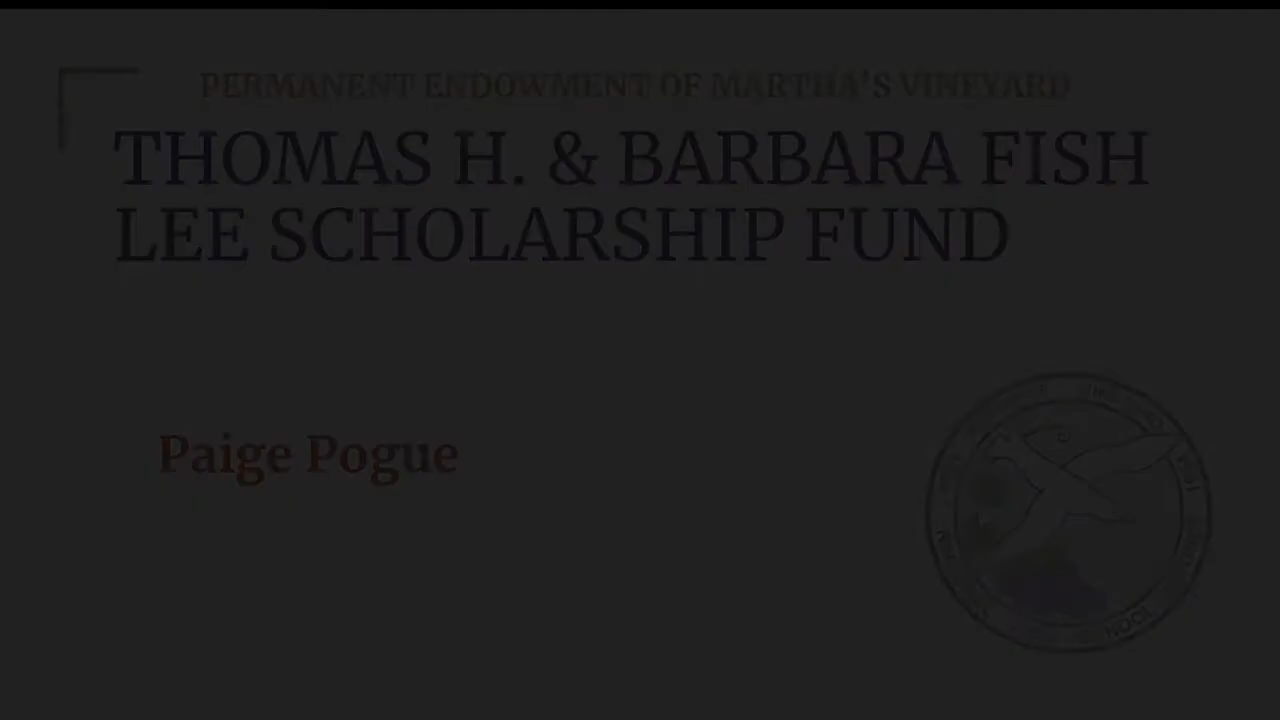 PERMANENT ENDOWMENT OF MARTHA'S VINEYARD
THOMAS H. & BARBARA FISH
LEE SCHOLARSHIP FUND
Paige Pogue